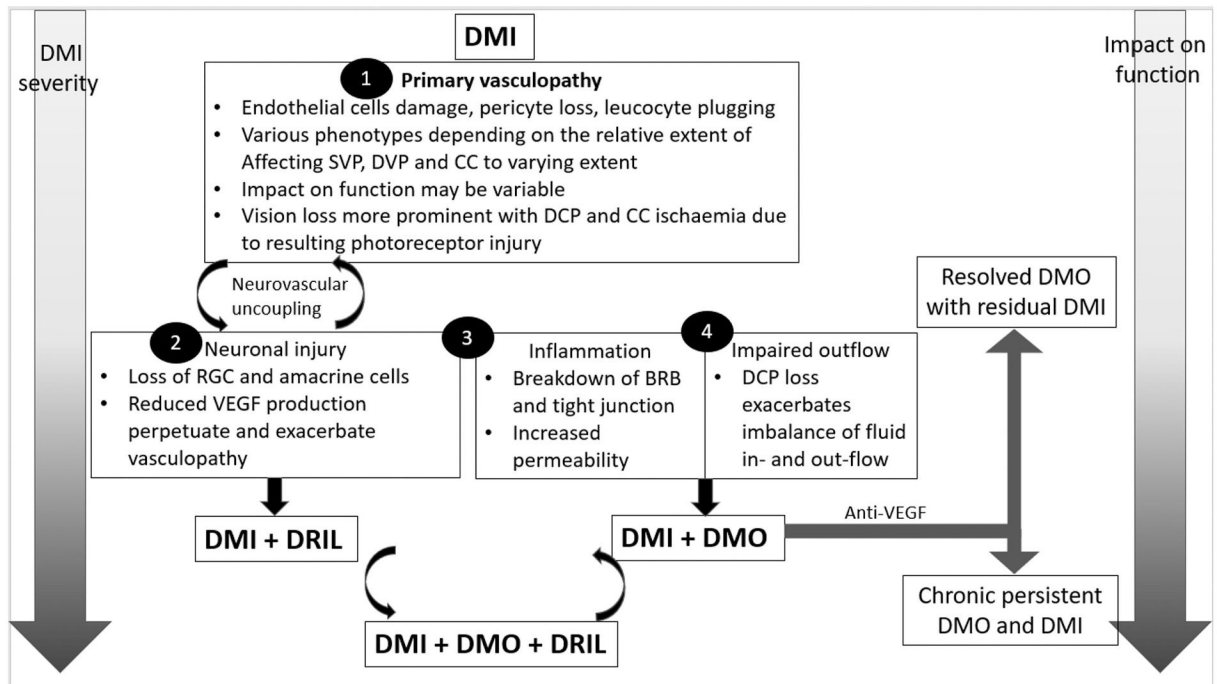 DMI
severity
DMI
Impact on
function
1 Primary vasculopathy
• Endothelial cells damage, pericyte loss, leucocyte plugging
• Various phenotypes depending on the relative extent of
Affecting SVP, DVP and CC to varying extent
• Impact on function may be variable
• Vision loss more prominent with DCP and CC ischaemia due
to resulting photoreceptor injury
Neurovascular
uncoupling
2 Neuronal injury
• Loss of RGC and amacrine cells
• Reduced VEGF production
perpetuate and exacerbate
vasculopathy
3 Inflammation
• Breakdown of BRB
and tight junction
• Increased
permeability
4 Impaired outflow
• DCP loss
exacerbates
imbalance of fluid
in- and out-flow
Resolved DMO
with residual DMI
DMI + DRIL
DMI + DMO
Anti-VEGF
Chronic persistent
DMO and DMI
DMI + DMO + DRIL